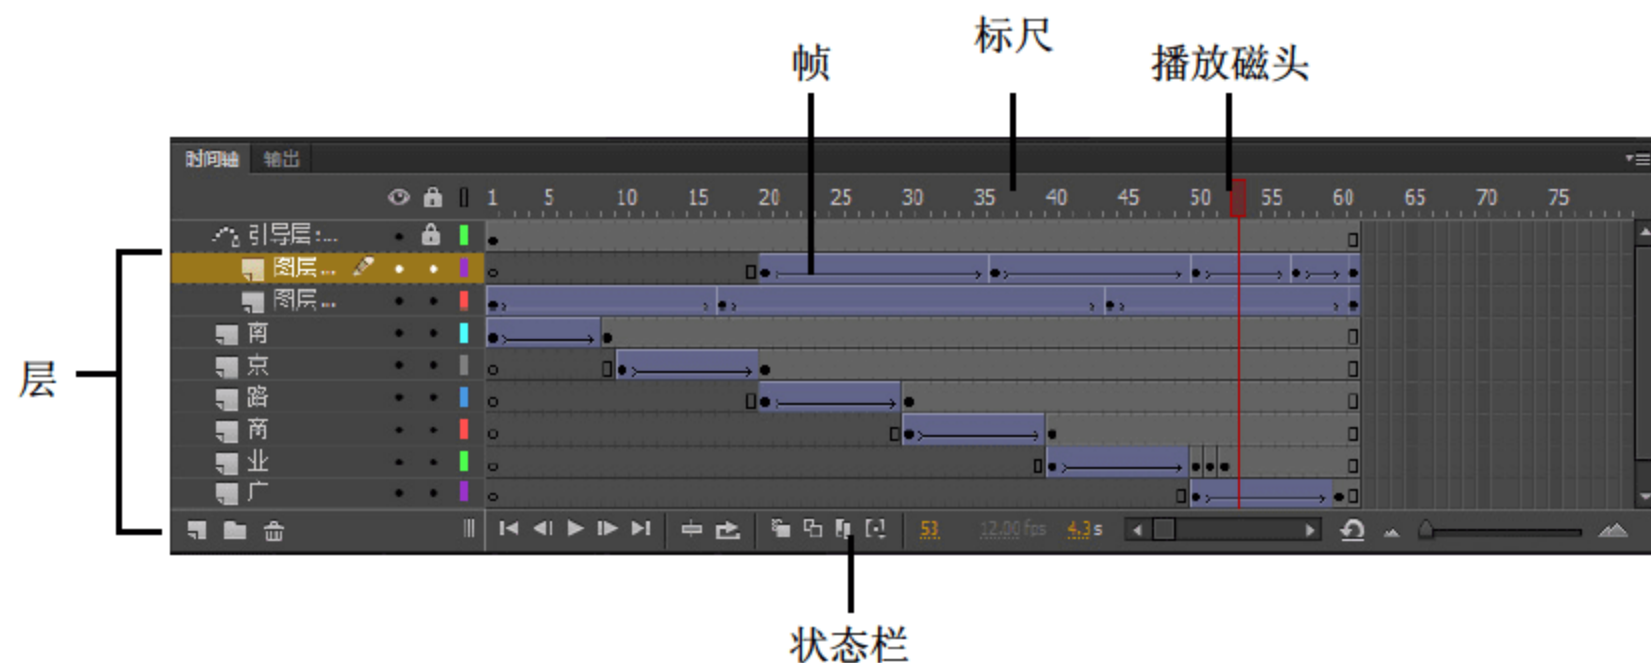 标尺
帧
播放磁头
时间轴 输出
1 5 10 15 20 25 30 35 40 45 50 55 60 65 70 75
引导层:...
图层...
图层...
南
京
路
商
业
广
层
53 12.00 fps 4.3 s
状态栏